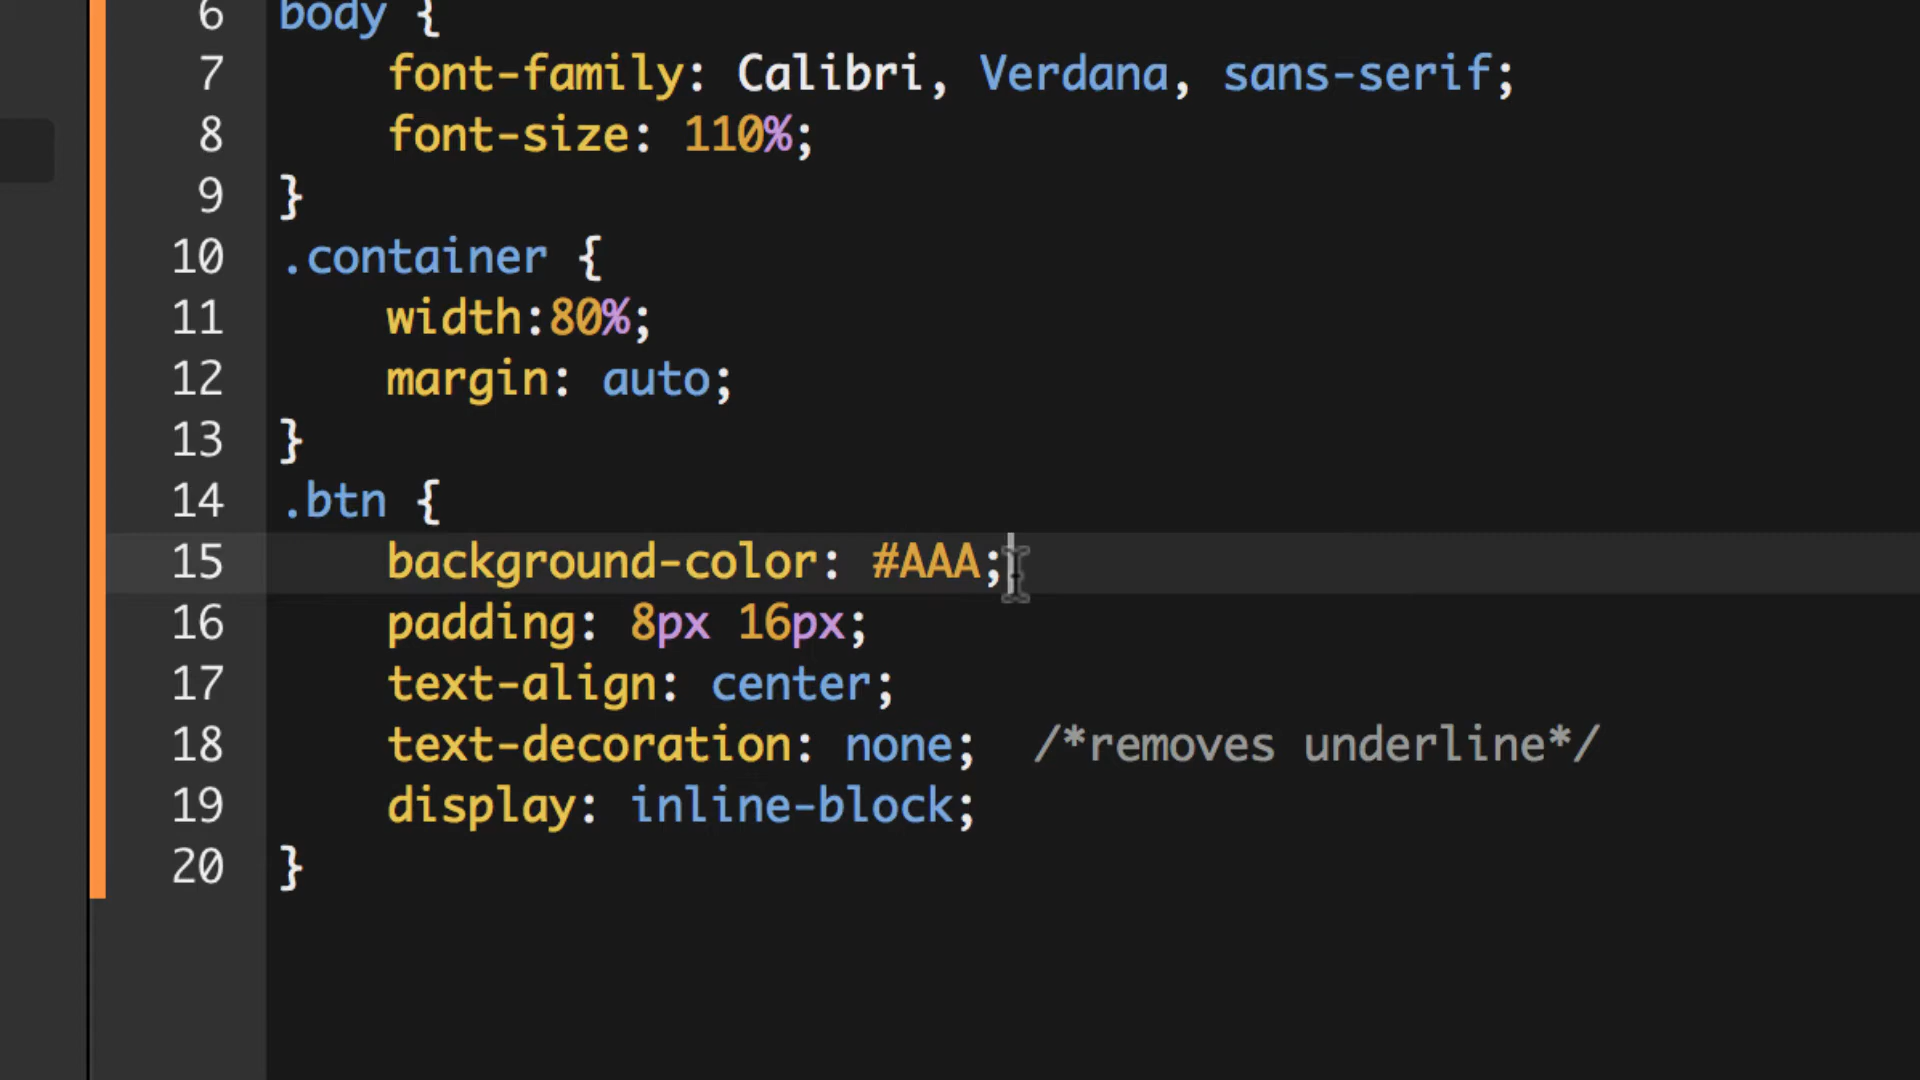 6 body {
7 font-family: Calibri, Verdana, sans-serif;
8 font-size: 110%;
9 }
10 .container {
11 width:80%;
12 margin: auto;
13 }
14 .btn {
15 background-color: #AAA;
16 padding: 8px 16px;
17 text-align: center;
18 text-decoration: none; /*removes underline*/
19 display: inline-block;
20 }